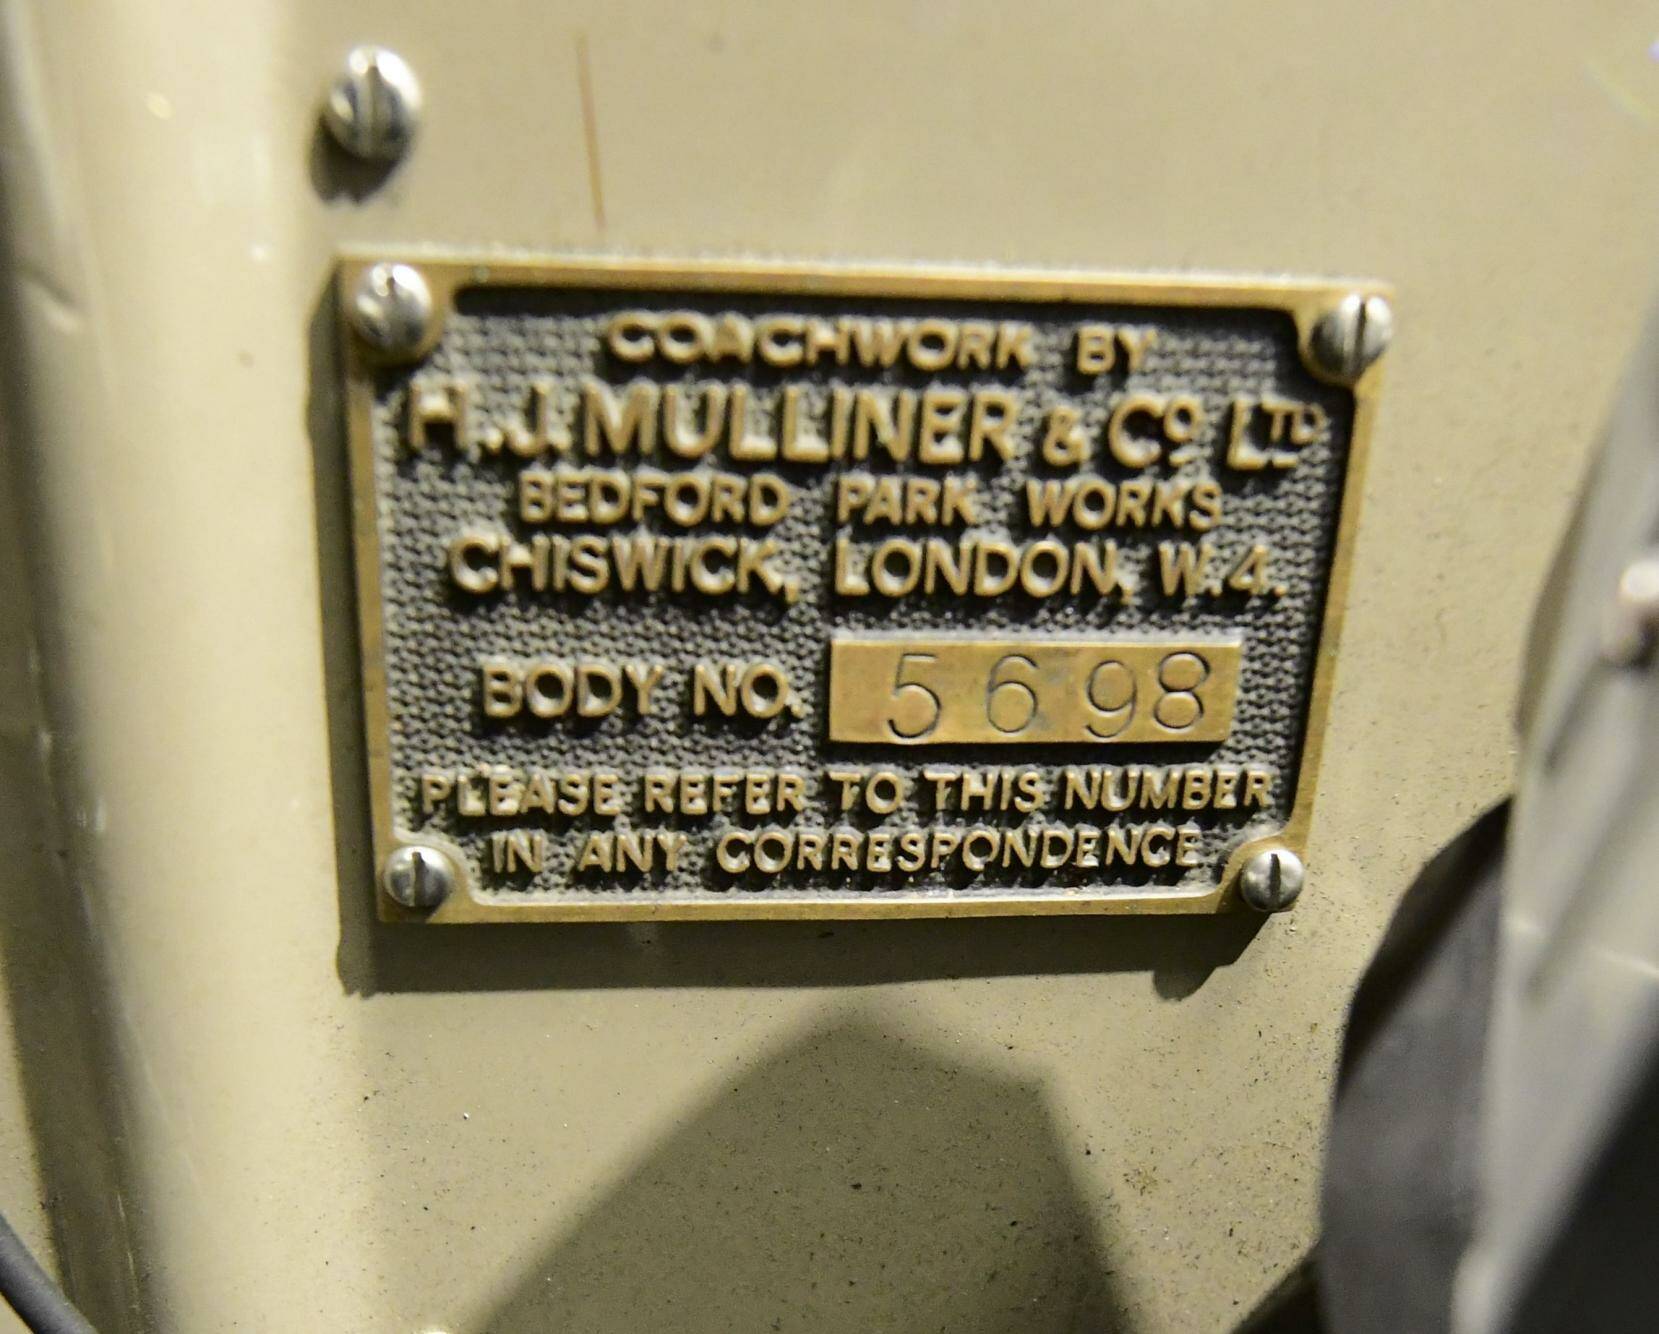 COACHWORK BY
H.J. MULLINER & Cº LTD
BEDFORD PARK WORKS
CHISWICK, LONDON, W.4.
BODY NO. 5698
PLEASE REFER TO THIS NUMBER
IN ANY CORRESPONDENCE